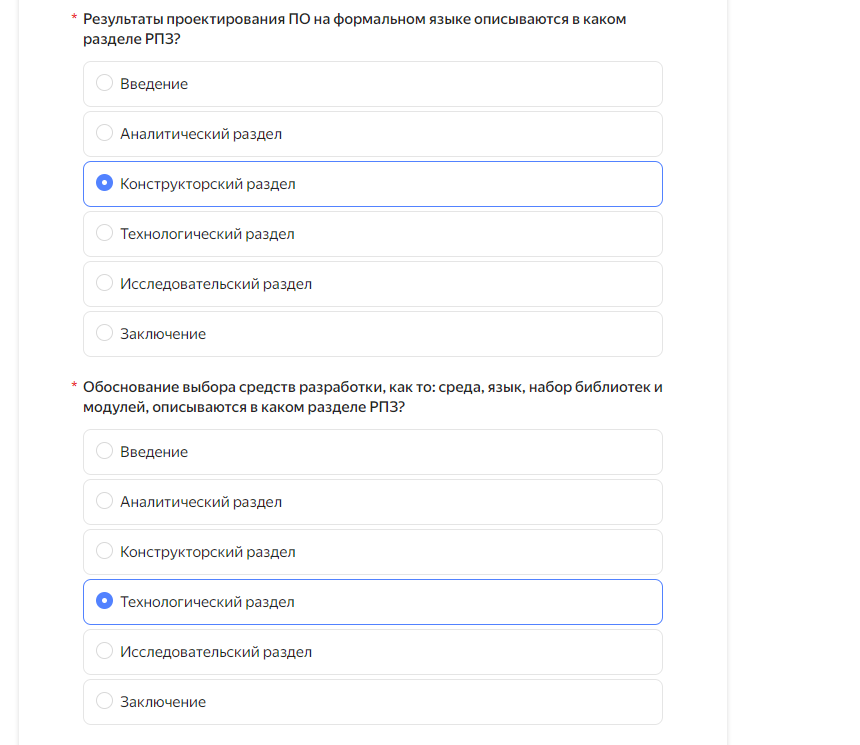 * Результаты проектирования ПО на формальном языке описываются в каком
разделе РПЗ?
Введение
Аналитический раздел
Конструкторский раздел
Технологический раздел
Исследовательский раздел
Заключение
* Обоснование выбора средств разработки, как то: среда, язык, набор библиотек и
модулей, описываются в каком разделе РПЗ?
Введение
Аналитический раздел
Конструкторский раздел
Технологический раздел
Исследовательский раздел
Заключение